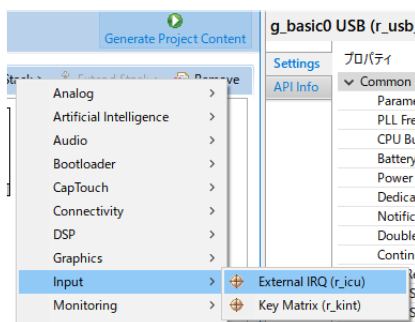 Generate Project Content
g_basic0 USB (r_usb_
Settings
API Info
プロパティ
Common
Parame
PLL Fre
CPU Bu
Battery
Power
Dedica
Notific
Double
Contin
Analog
Artificial Intelligence
Audio
Bootloader
CapTouch
Connectivity
DSP
Graphics
Input
Monitoring
External IRQ (r_icu)
Key Matrix (r_kint)